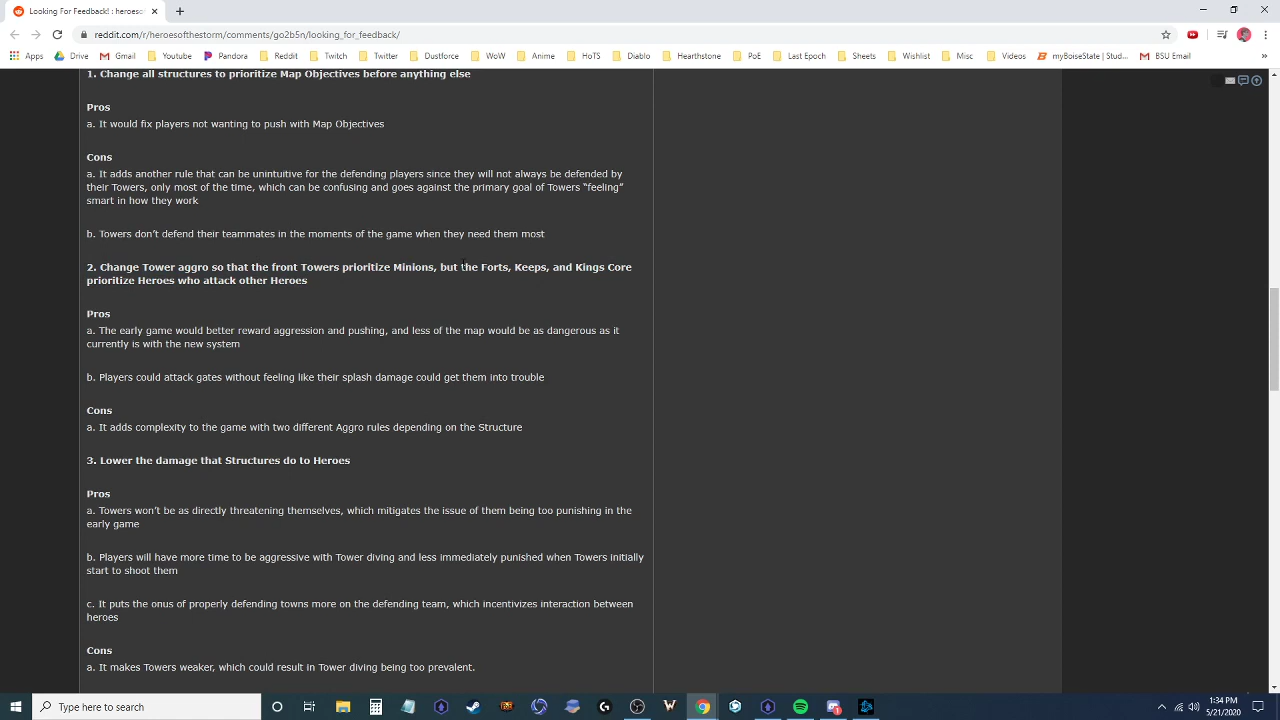 Looking For Feedback! : heroesof
reddit.com/r/heroesofthestorm/comments/go2b5n/looking_for_feedback/
Apps Drive Gmail Youtube Pandora Reddit Twitch Twitter Dustforce WoW Anime HoTS Diablo Hearthstone PoE Last Epoch Sheets Wishlist Misc Videos myBoiseState | Stud... BSU Email
1. Change all structures to prioritize Map Objectives before anything else
Pros
a. It would fix players not wanting to push with Map Objectives
Cons
a. It adds another rule that can be unintuitive for the defending players since they will not always be defended by
their Towers, only most of the time, which can be confusing and goes against the primary goal of Towers “feeling”
smart in how they work
b. Towers don’t defend their teammates in the moments of the game when they need them most
2. Change Tower aggro so that the front Towers prioritize Minions, but the Forts, Keeps, and Kings Core
prioritize Heroes who attack other Heroes
Pros
a. The early game would better reward aggression and pushing, and less of the map would be as dangerous as it
currently is with the new system
b. Players could attack gates without feeling like their splash damage could get them into trouble
Cons
a. It adds complexity to the game with two different Aggro rules depending on the Structure
3. Lower the damage that Structures do to Heroes
Pros
a. Towers won’t be as directly threatening themselves, which mitigates the issue of them being too punishing in the
early game
b. Players will have more time to be aggressive with Tower diving and less immediately punished when Towers initially
start to shoot them
c. It puts the onus of properly defending towns more on the defending team, which incentivizes interaction between
heroes
Cons
a. It makes Towers weaker, which could result in Tower diving being too prevalent.
Type here to search
1:34 PM
5/21/2020